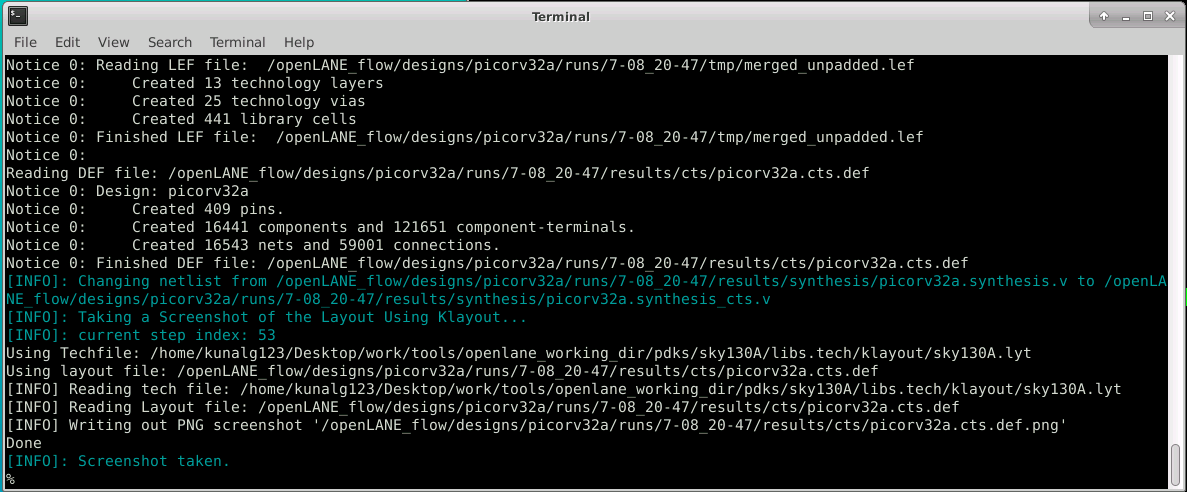 Terminal
File Edit View Search Terminal Help
Notice 0: Reading LEF file:  /openLANE_flow/designs/picorv32a/runs/7-08_20-47/tmp/merged_unpadded.lef
Notice 0:     Created 13 technology layers
Notice 0:     Created 25 technology vias
Notice 0:     Created 441 library cells
Notice 0: Finished LEF file:  /openLANE_flow/designs/picorv32a/runs/7-08_20-47/tmp/merged_unpadded.lef
Notice 0:
Reading DEF file: /openLANE_flow/designs/picorv32a/runs/7-08_20-47/results/cts/picorv32a.cts.def
Notice 0: Design: picorv32a
Notice 0:     Created 409 pins.
Notice 0:     Created 16441 components and 121651 component-terminals.
Notice 0:     Created 16543 nets and 59001 connections.
Notice 0: Finished DEF file: /openLANE_flow/designs/picorv32a/runs/7-08_20-47/results/cts/picorv32a.cts.def
[INFO]: Changing netlist from /openLANE_flow/designs/picorv32a/runs/7-08_20-47/results/synthesis/picorv32a.synthesis.v to /openLA
NE_flow/designs/picorv32a/runs/7-08_20-47/results/synthesis/picorv32a.synthesis_cts.v
[INFO]: Taking a Screenshot of the Layout Using Klayout...
[INFO]: current step index: 53
Using Techfile: /home/kunalg123/Desktop/work/tools/openlane_working_dir/pdks/sky130A/libs.tech/klayout/sky130A.lyt
Using layout file: /openLANE_flow/designs/picorv32a/runs/7-08_20-47/results/cts/picorv32a.cts.def
[INFO] Reading tech file: /home/kunalg123/Desktop/work/tools/openlane_working_dir/pdks/sky130A/libs.tech/klayout/sky130A.lyt
[INFO] Reading Layout file: /openLANE_flow/designs/picorv32a/runs/7-08_20-47/results/cts/picorv32a.cts.def
[INFO] Writing out PNG screenshot '/openLANE_flow/designs/picorv32a/runs/7-08_20-47/results/cts/picorv32a.cts.def.png'
Done
[INFO]: Screenshot taken.
%